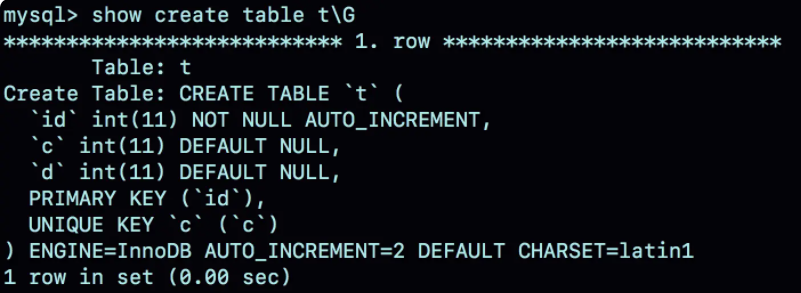 mysql> show create table t\G
*************************** 1. row ***************************
       Table: t
Create Table: CREATE TABLE `t` (
  `id` int(11) NOT NULL AUTO_INCREMENT,
  `c` int(11) DEFAULT NULL,
  `d` int(11) DEFAULT NULL,
  PRIMARY KEY (`id`),
  UNIQUE KEY `c` (`c`)
) ENGINE=InnoDB AUTO_INCREMENT=2 DEFAULT CHARSET=latin1
1 row in set (0.00 sec)